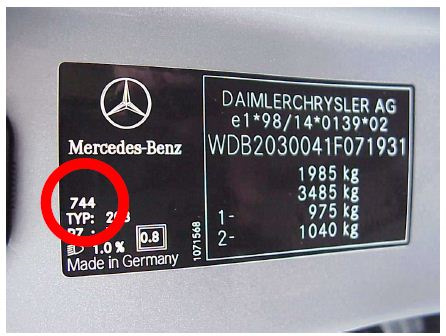 Mercedes-Benz
744
TYP: 203
1.0 %
0.8
Made in Germany
1071568
DAIMLERCHRYSLER AG
e1*98/14*0139*02
WDB2030041F071931
1985 kg
3485 kg
1- 975 kg
2- 1040 kg